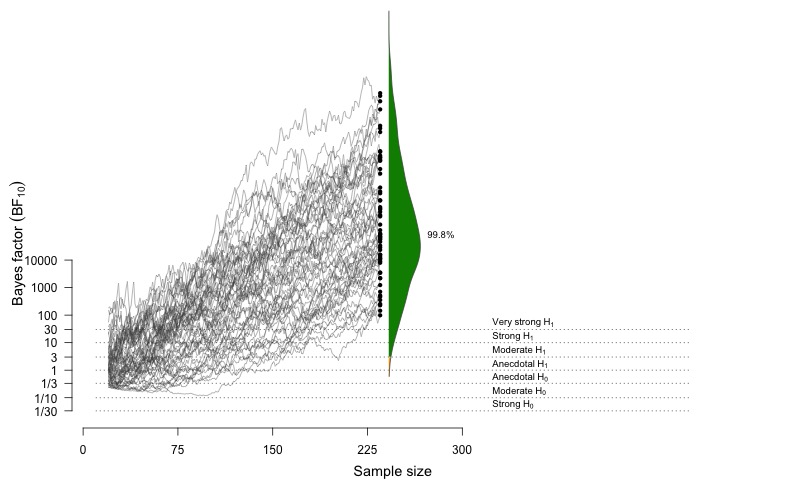 Bayes factor (BF₁₀)
10000
1000
100
30
10
3
1
1/3
1/10
1/30
99.8%
Very strong H₁
Strong H₁
Moderate H₁
Anecdotal H₁
Anecdotal H₀
Moderate H₀
Strong H₀
0 75 150 225 300
Sample size